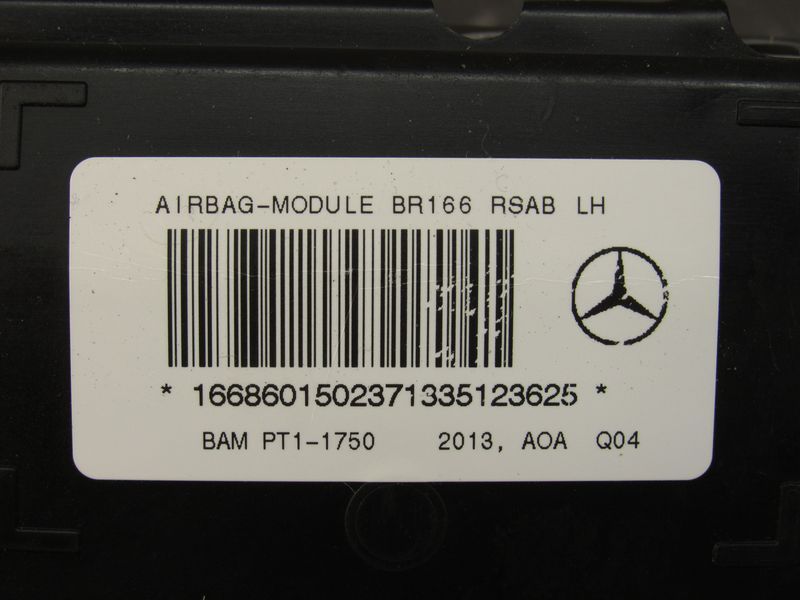 AIRBAG-MODULE BR166 RSAB LH
* 1668601502371335123625 *
BAM PT1-1750 2013, AOA Q04